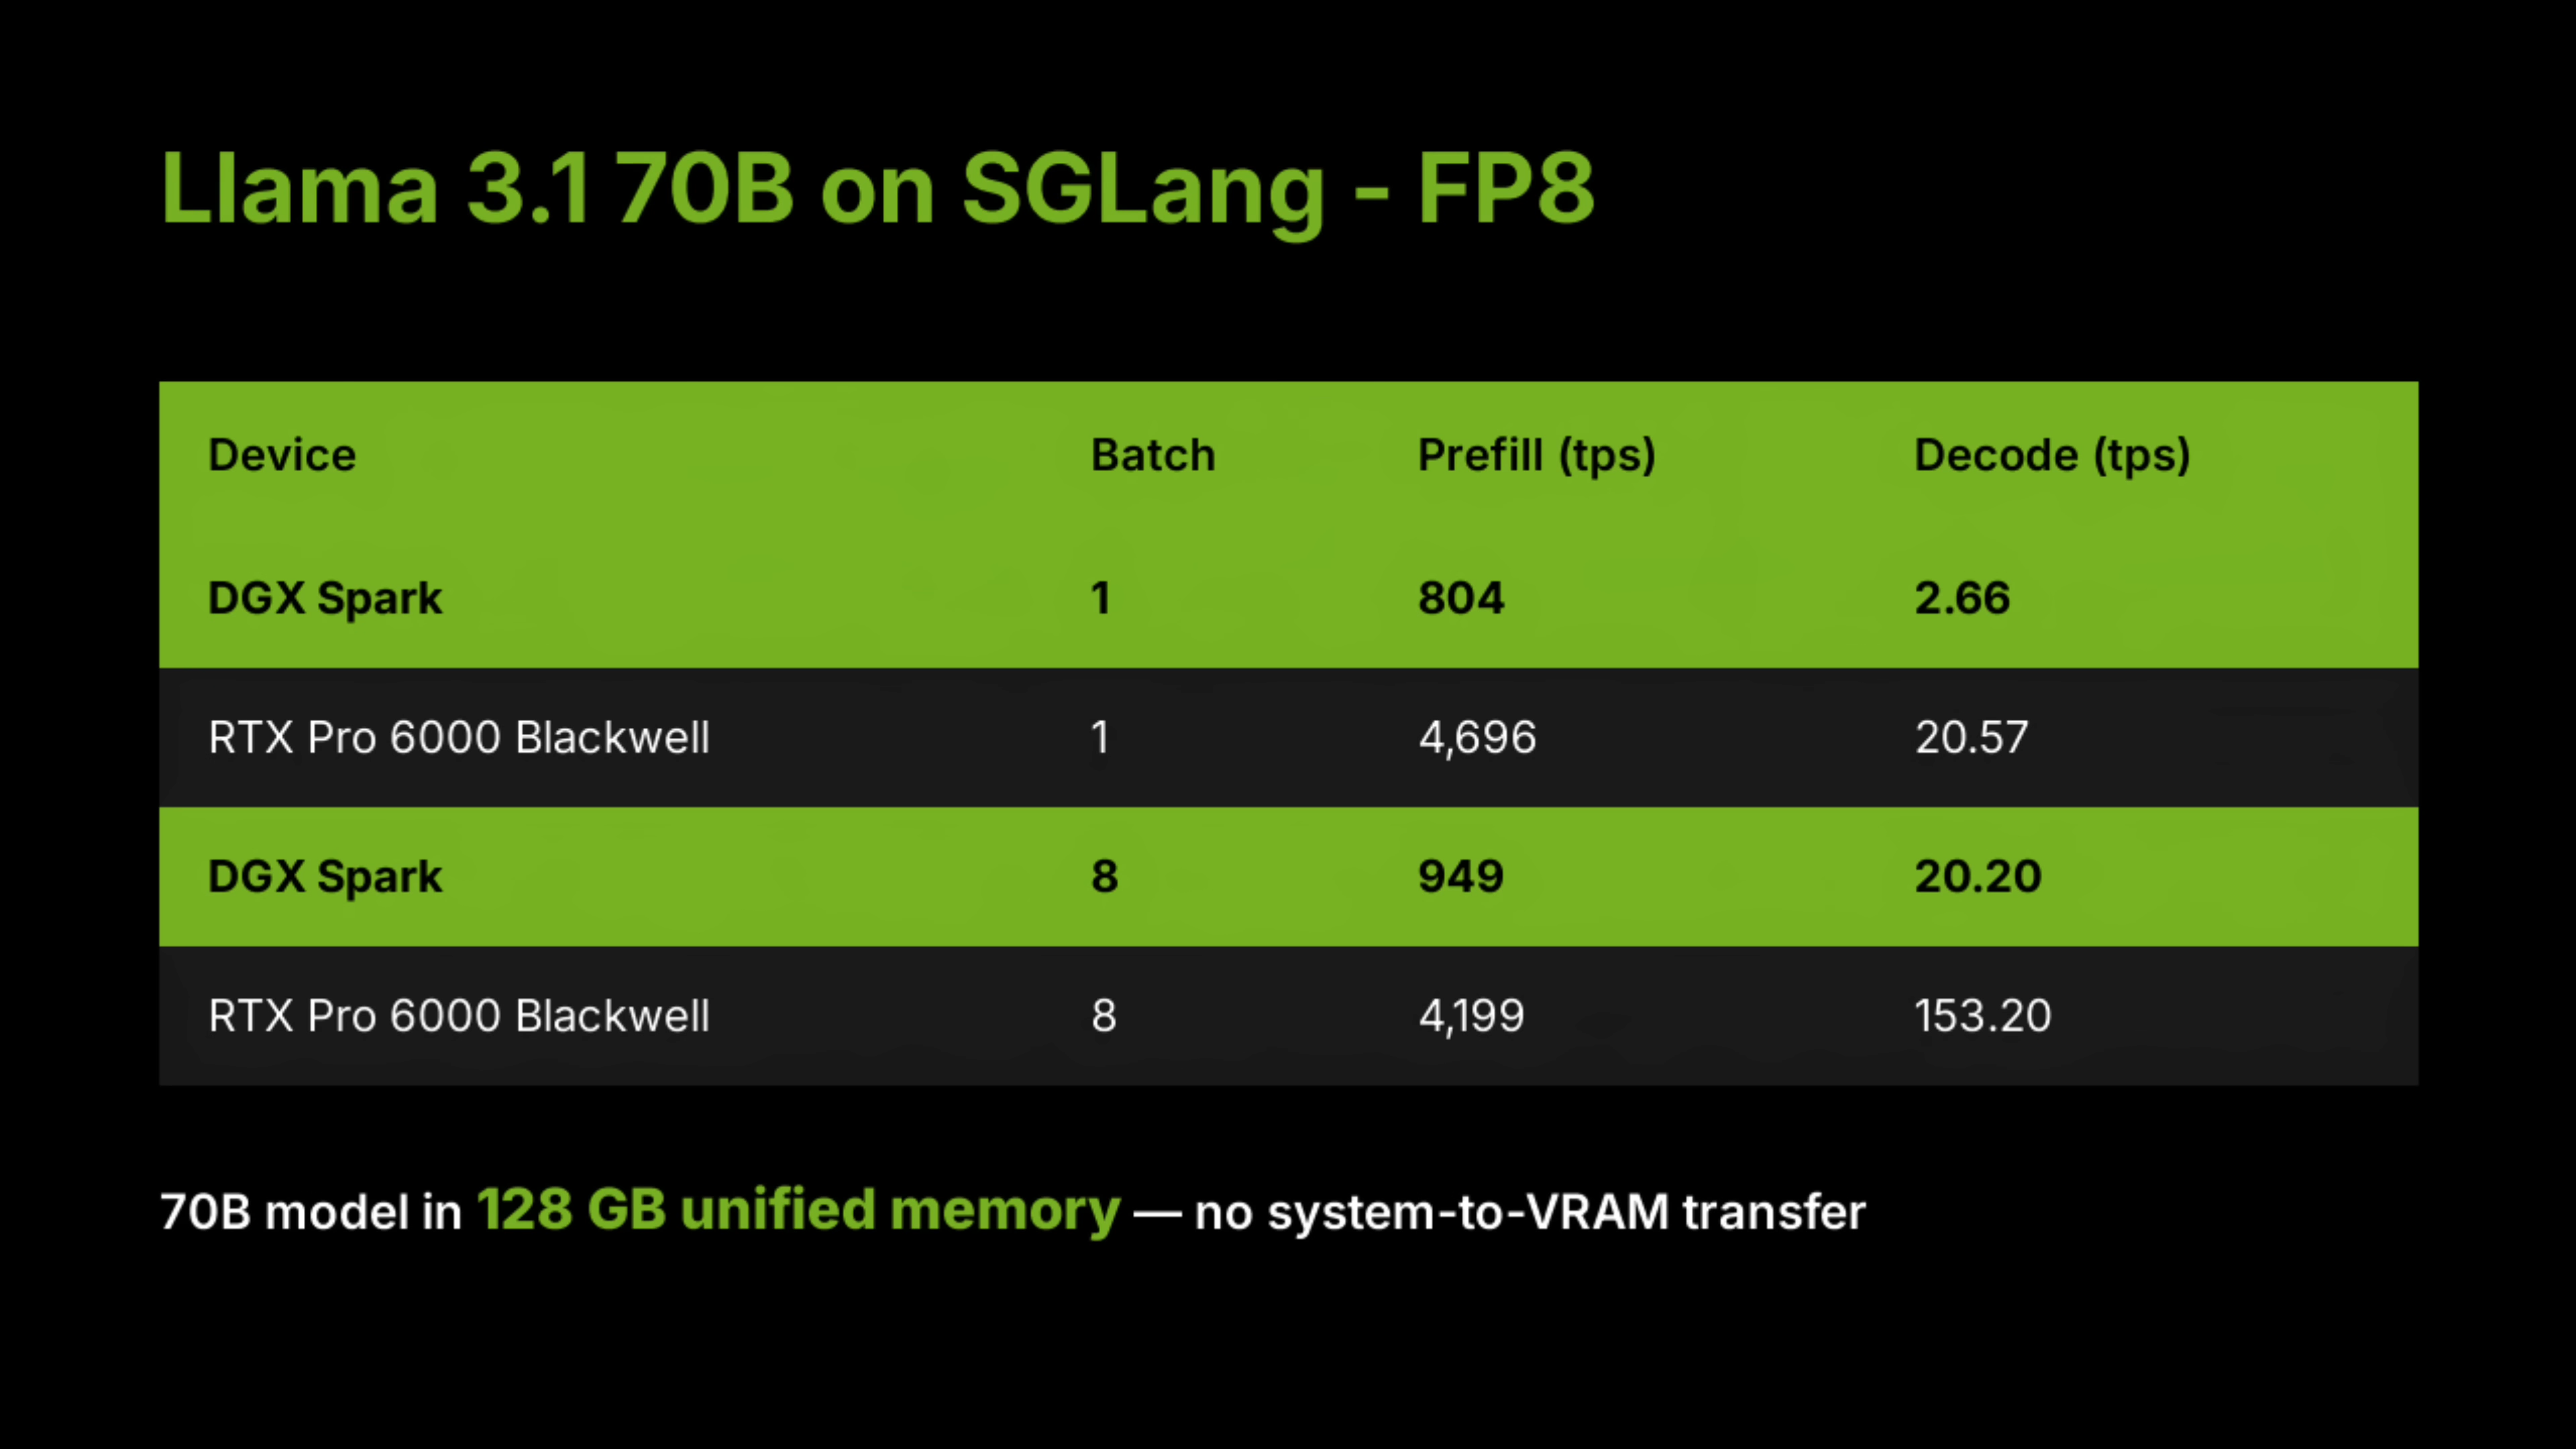 Llama 3.1 70B on SGLang - FP8
Device Batch Prefill (tps) Decode (tps)
DGX Spark 1 804 2.66
RTX Pro 6000 Blackwell 1 4,696 20.57
DGX Spark 8 949 20.20
RTX Pro 6000 Blackwell 8 4,199 153.20
70B model in 128 GB unified memory — no system-to-VRAM transfer